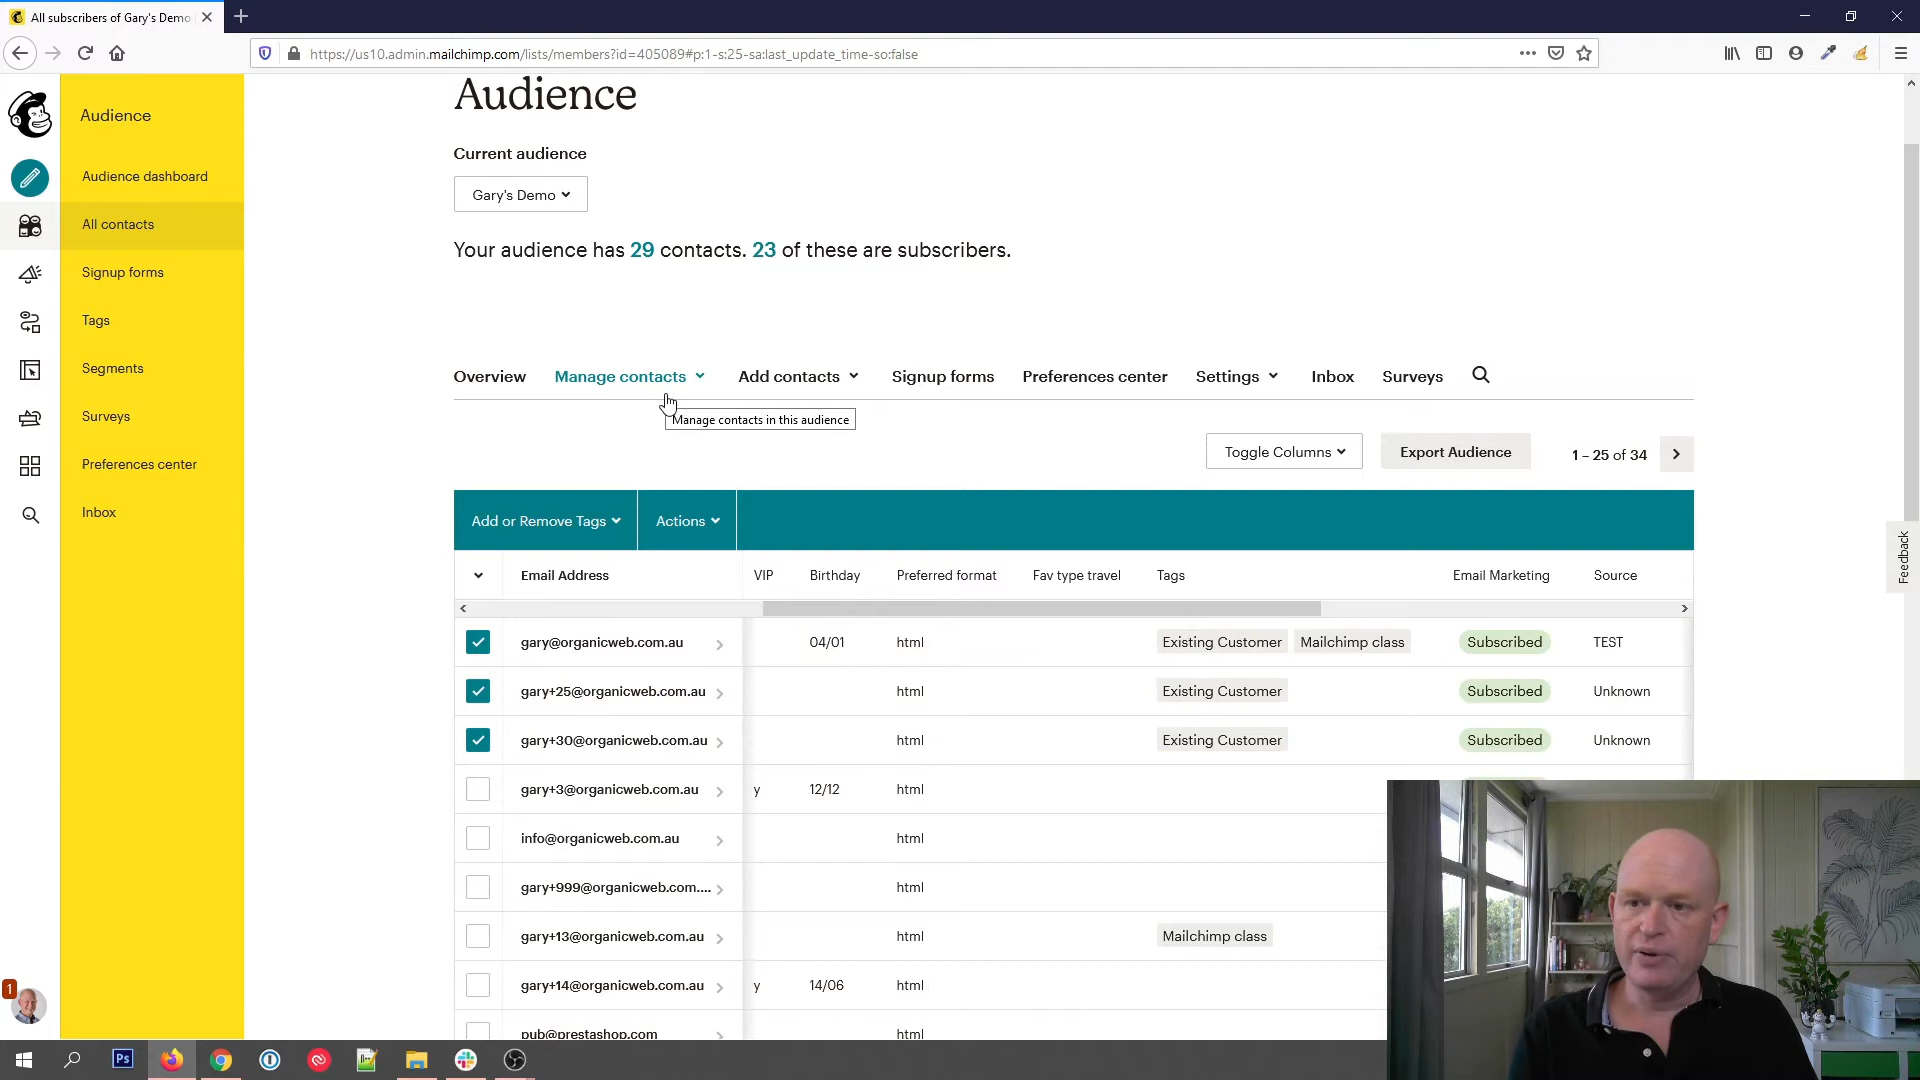 All subscribers of Gary's Demo
https://us10.admin.mailchimp.com/lists/members?id=405089#p:1-s:25-sa:last_update_time-so:false
Audience
Audience dashboard
All contacts
Signup forms
Tags
Segments
Surveys
Preferences center
Inbox
1
Audience
Current audience
Gary's Demo
Your audience has 29 contacts. 23 of these are subscribers.
Overview Manage contacts Add contacts Signup forms Preferences center Settings Inbox Surveys
Manage contacts in this audience
Toggle Columns Export Audience 1 – 25 of 34
Add or Remove Tags Actions
Email Address VIP Birthday Preferred format Fav type travel Tags Email Marketing Source
gary@organicweb.com.au 04/01 html Existing Customer Mailchimp class Subscribed TEST
gary+25@organicweb.com.au html Existing Customer Subscribed Unknown
gary+30@organicweb.com.au html Existing Customer Subscribed Unknown
gary+3@organicweb.com.au y 12/12 html
info@organicweb.com.au html
gary+999@organicweb.com.... html
gary+13@organicweb.com.au html Mailchimp class
gary+14@organicweb.com.au y 14/06 html
pub@prestashop.com html
Feedback
Ps